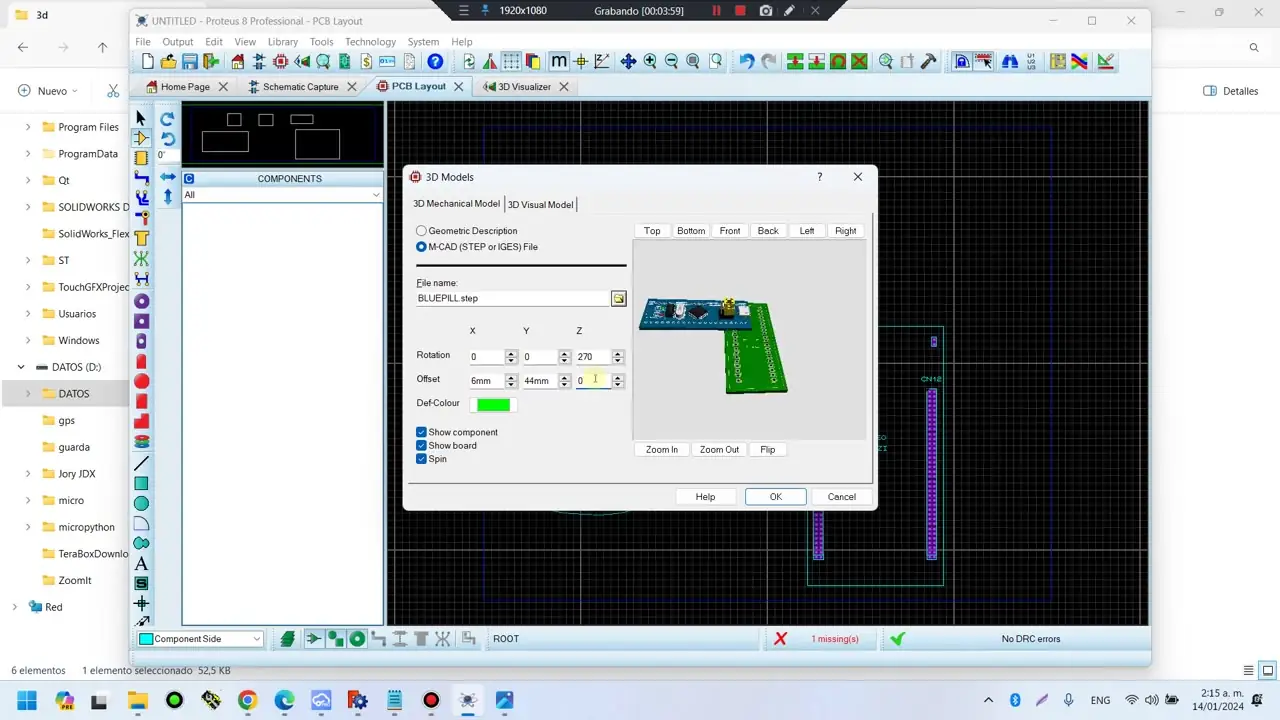 3d
1920x1080
Grabando [00:03:59]
UNTITLED - Proteus 8 Professional - PCB Layout
File Output Edit View Library Tools Technology System Help
Nuevo
Detalles
Home Page
Schematic Capture
PCB Layout
3D Visualizer
Program Files
ProgramData
Qt
SOLIDWORKS D
SolidWorks_Flex
ST
TouchGFXProjec
Usuarios
Windows
DATOS (D:)
DATOS
gps
guarda
Jory JDX
micro
micropython
TeraBoxDownlo
ZoomIt
Red
0°
C
COMPONENTS
All
3D Models
3D Mechanical Model
3D Visual Model
Geometric Description
M-CAD (STEP or IGES) File
File name:
BLUEPILL.step
X Y Z
Rotation 0 0 270
Offset 6mm 44mm 0
Def-Colour
Show component
Show board
Spin
Top Bottom Front Back Left Right
Zoom In Zoom Out Flip
Help OK Cancel
CN12
Component Side
ROOT
1 missing(s)
No DRC errors
6 elementos
1 elemento seleccionado 52,5 KB
ENG
2:15 a. m.
14/01/2024